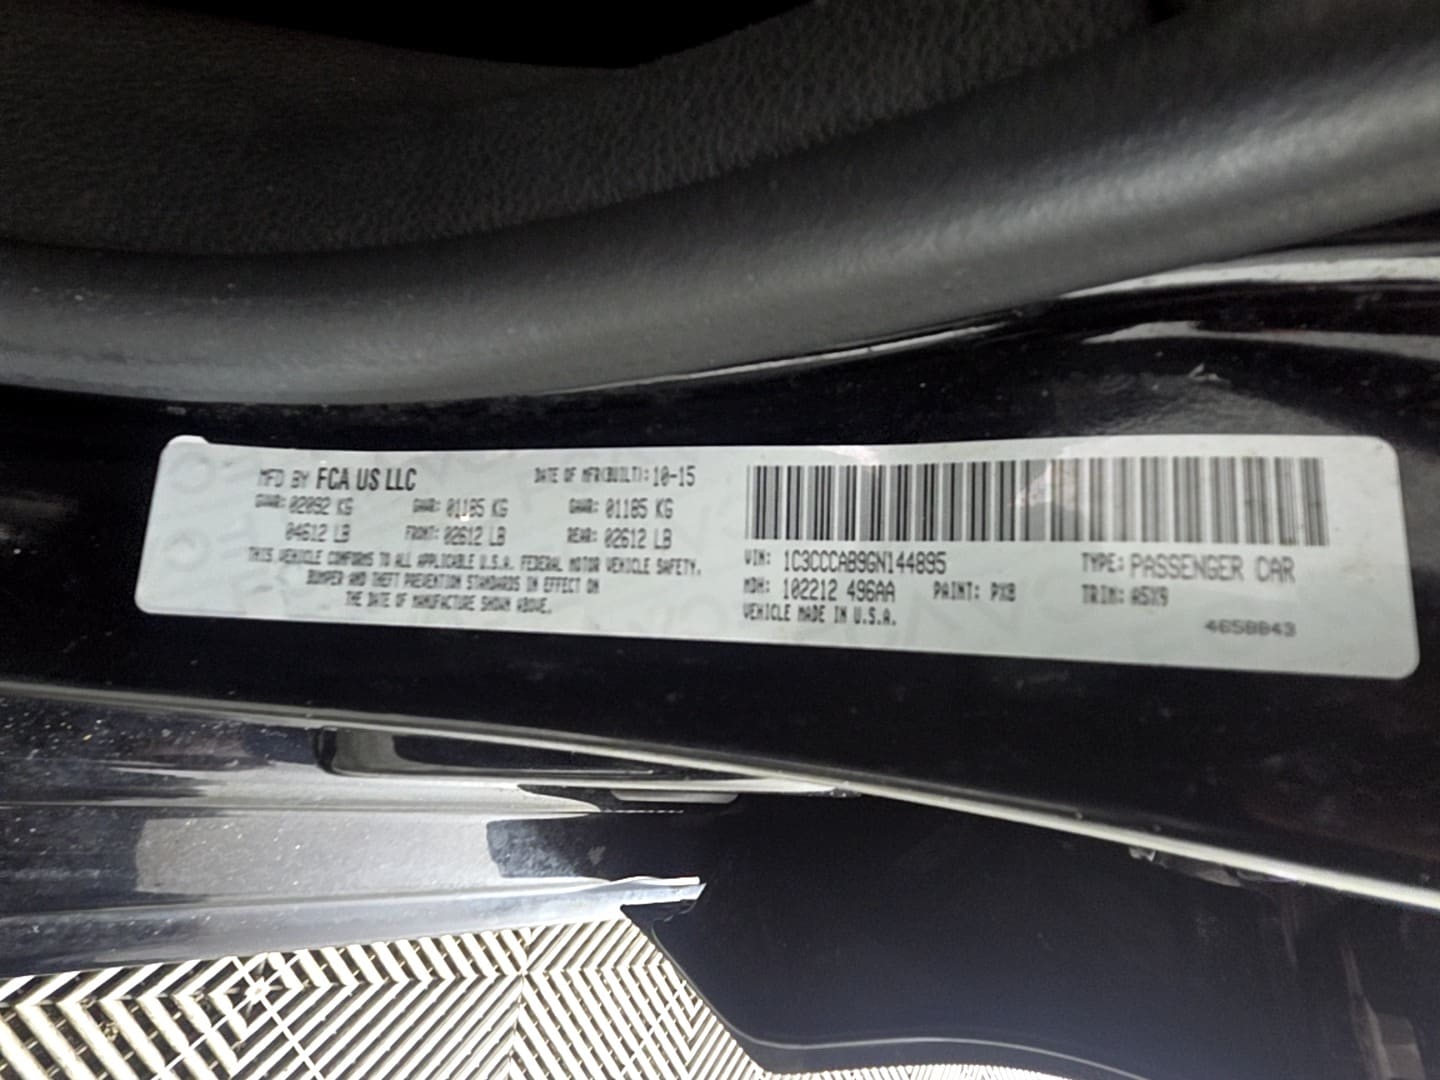 MFD BY FCA US LLC DATE OF MFR(BUILT): 10-15
GVWR: 02092 KG GAWR: 01185 KG GAWR: 01185 KG
04612 LB FRONT: 02612 LB REAR: 02612 LB
THIS VEHICLE CONFORMS TO ALL APPLICABLE U.S.A. FEDERAL MOTOR VEHICLE SAFETY,
BUMPER AND THEFT PREVENTION STANDARDS IN EFFECT ON
THE DATE OF MANUFACTURE SHOWN ABOVE.
VIN: 1C3CCCAB9GN144895 TYPE: PASSENGER CAR
MDH: 102212 496AA PAINT: PX8 TRIM: A5X9
VEHICLE MADE IN U.S.A.
4658843